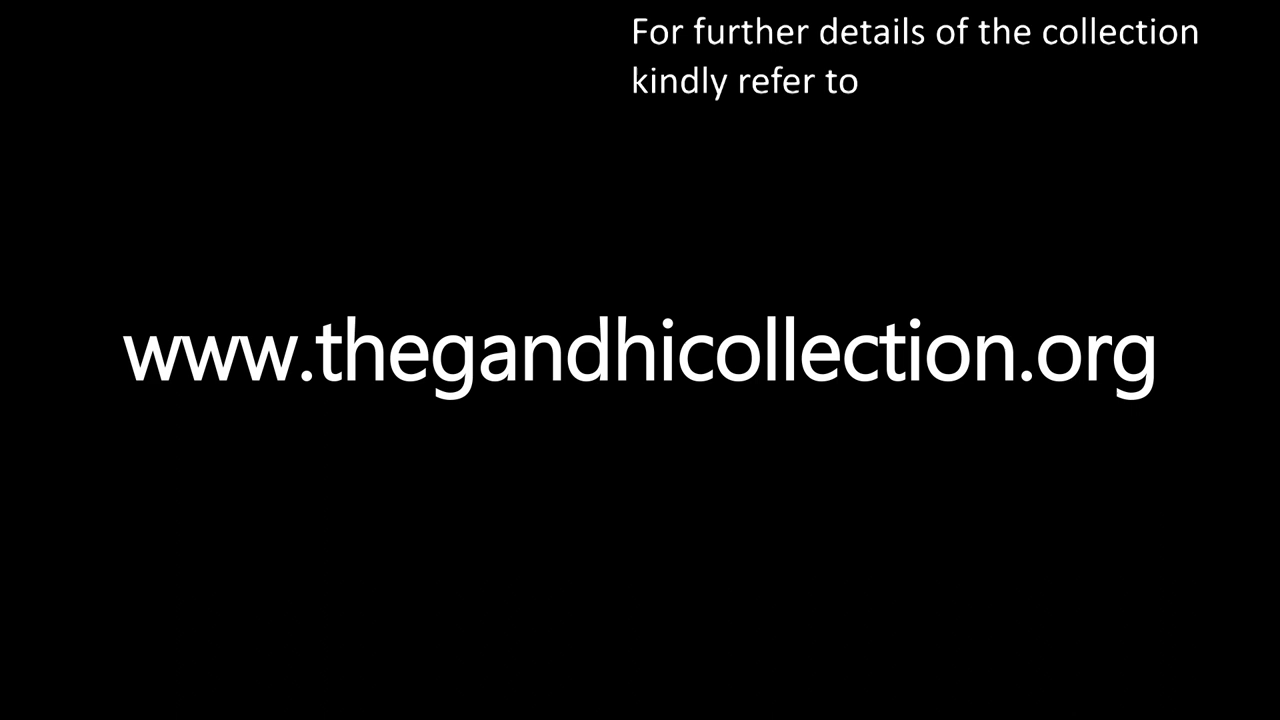 For further details of the collection
kindly refer to
www.thegandhicollection.org